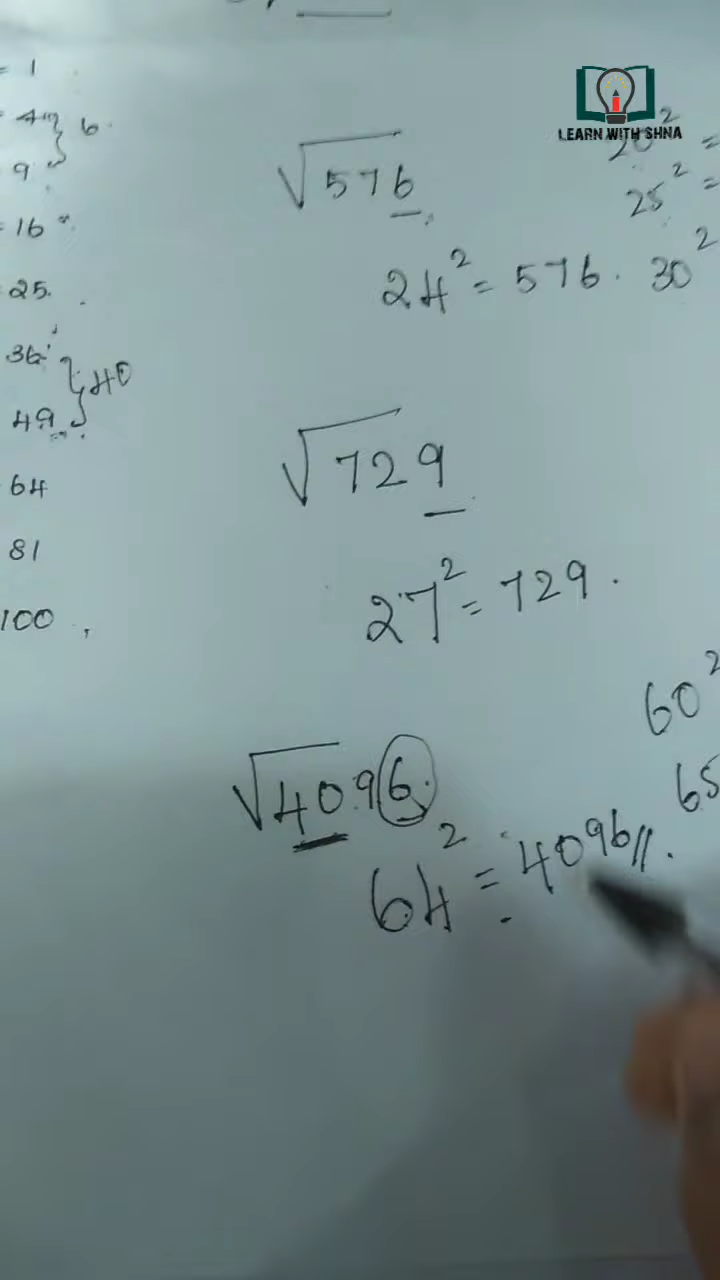 = 1
= 4 } 6
9
= 16
25.
36
49 } 40
64
81
100,
LEARN WITH SHNA
√576
20² =
25² =
24² = 576. 30²
√729
27² = 729.
60²
65
√4096.
64² = 4096//.